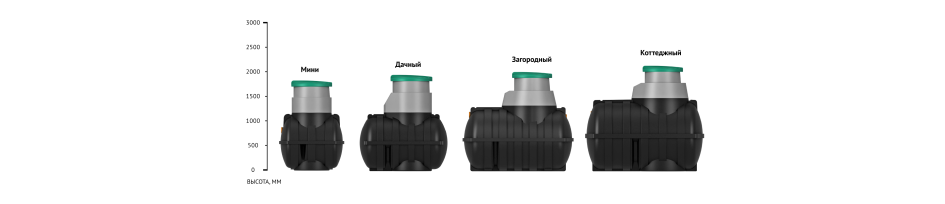 3000
2500
2000
1500
1000
500
0
ВЫСОТА, ММ
Мини
Дачный
Загородный
Коттеджный